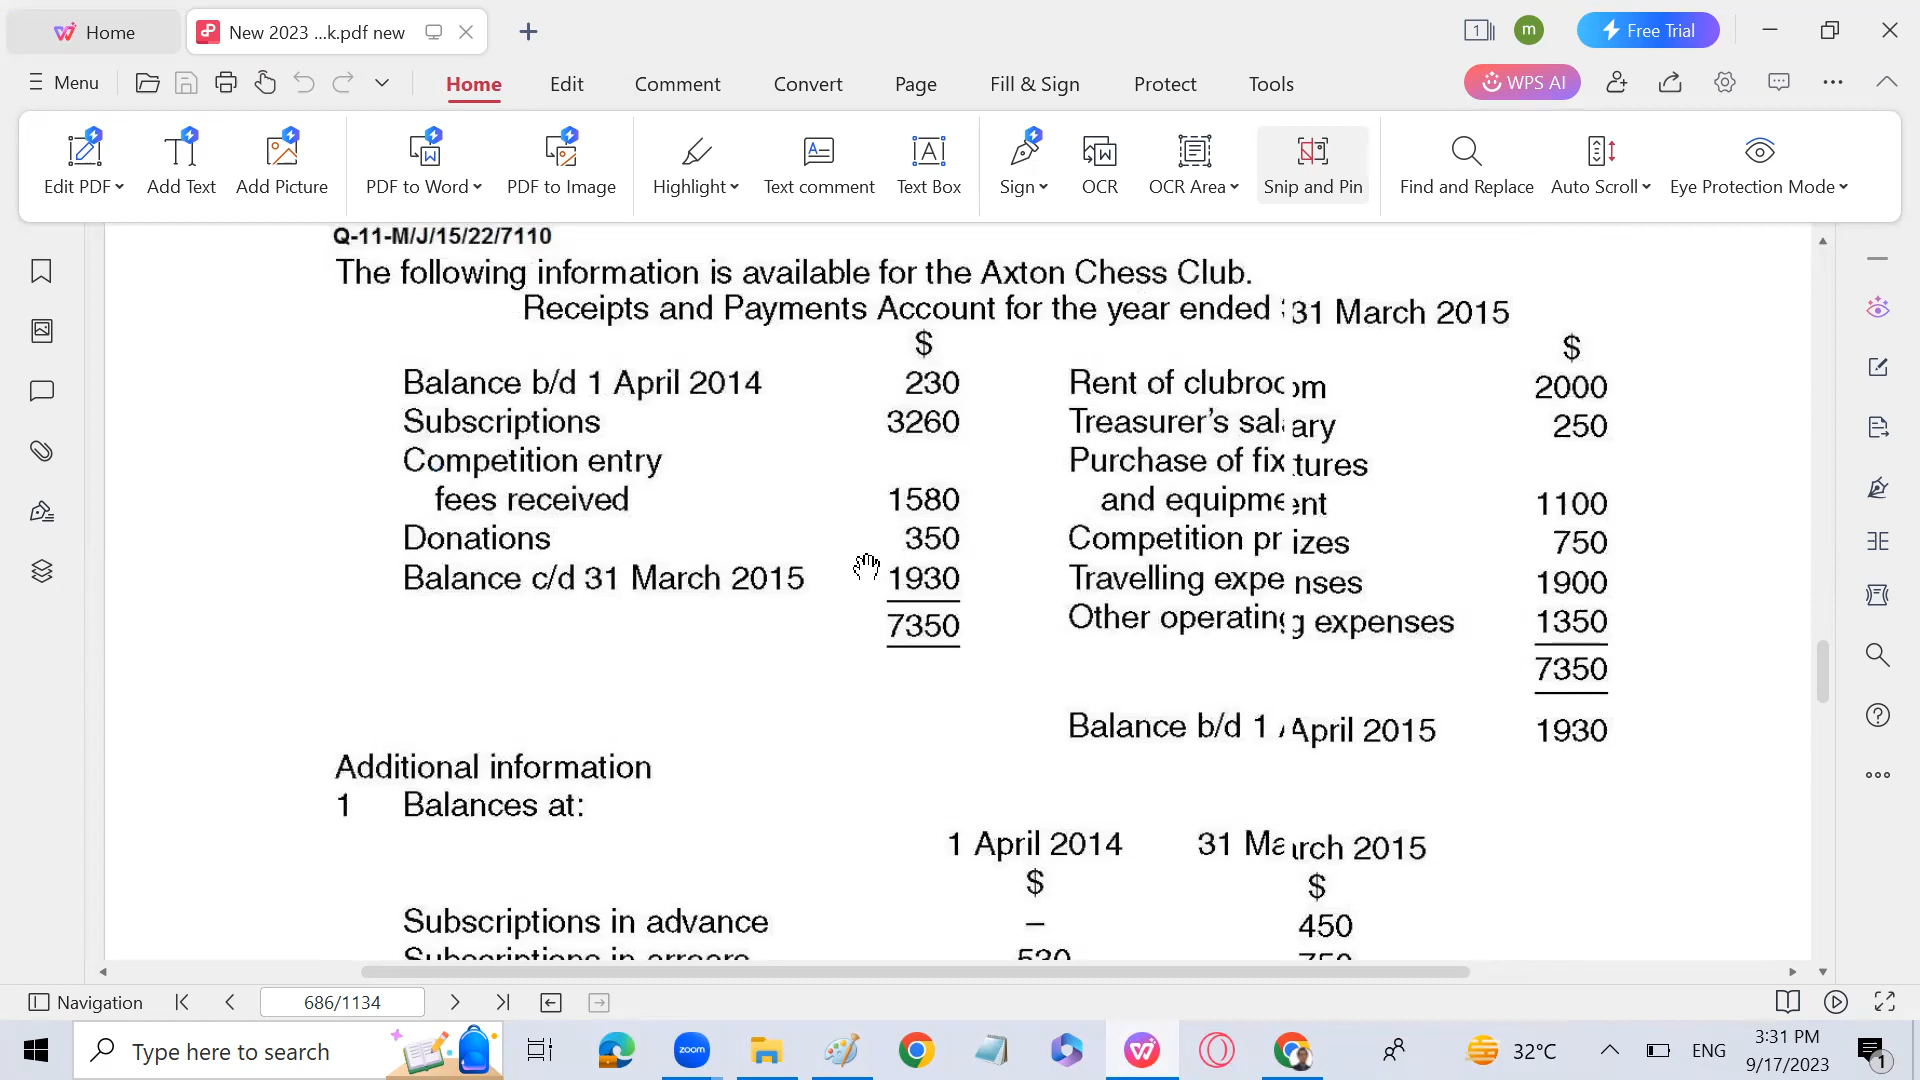 Home
New 2023 ...k.pdf new
1
m
Free Trial
Menu
Home
Edit
Comment
Convert
Page
Fill & Sign
Protect
Tools
WPS AI
Edit PDF
Add Text
Add Picture
PDF to Word
PDF to Image
Highlight
Text comment
Text Box
Sign
OCR
OCR Area
Snip and Pin
Find and Replace
Auto Scroll
Eye Protection Mode
Q-11-M/J/15/22/7110
The following information is available for the Axton Chess Club.
Receipts and Payments Account for the year ended 31 March 2015
$ $
Balance b/d 1 April 2014 230 Rent of clubroom 2000
Subscriptions 3260 Treasurer's salary 250
Competition entry Purchase of fixtures
fees received 1580 and equipment 1100
Donations 350 Competition prizes 750
Balance c/d 31 March 2015 1930 Travelling expenses 1900
7350 Other operating expenses 1350
7350
Balance b/d 1 April 2015 1930
Additional information
1 Balances at:
1 April 2014 31 March 2015
$ $
Subscriptions in advance – 450
Subscriptions in arrears 530 750
Navigation
686/1134
Type here to search
zoom
32°C
ENG
3:31 PM
9/17/2023
1